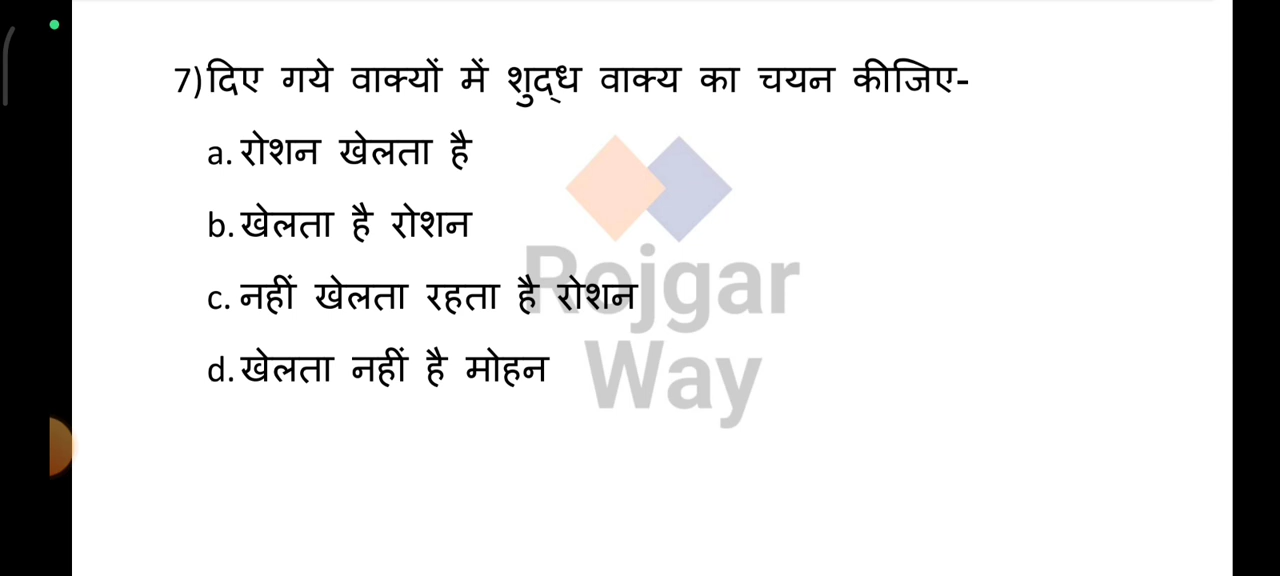 7)दिए गये वाक्यों में शुद्ध वाक्य का चयन कीजिए-
a. रोशन खेलता है
b. खेलता है रोशन
c. नहीं खेलता रहता है रोशन
d. खेलता नहीं है मोहन
Rojgar
Way